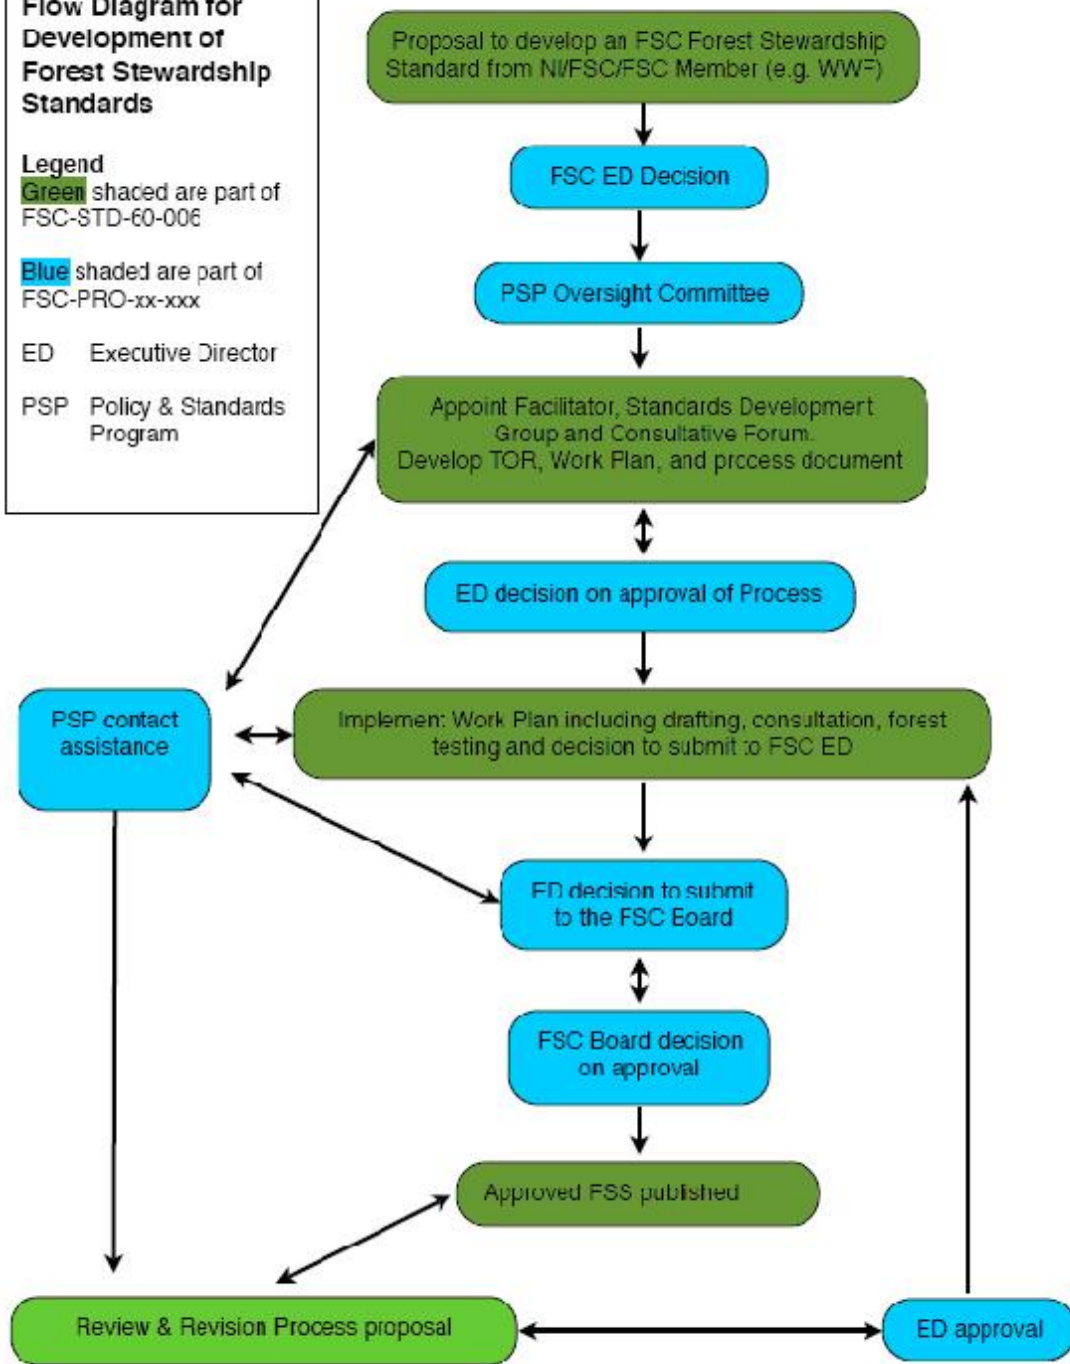 Flow Diagram for
Development of
Forest Stewardship
Standards
Legend
Green shaded are part of
FSC-STD-60-006
Blue shaded are part of
FSC-PRO-xx-xxx
ED Executive Director
PSP Policy & Standards
Program
Proposal to develop an FSC Forest Stewardship
Standard from NI/FSC/FSC Member (e.g. WWF)
FSC ED Decision
PSP Oversight Committee
Appoint Facilitator, Standards Development
Group and Consultative Forum.
Develop TOR, Work Plan, and process document
ED decision on approval of Process
PSP contact
assistance
Implement Work Plan including drafting, consultation, forest
testing and decision to submit to FSC ED
ED decision to submit
to the FSC Board
FSC Board decision
on approval
Approved FSS published
Review & Revision Process proposal
ED approval